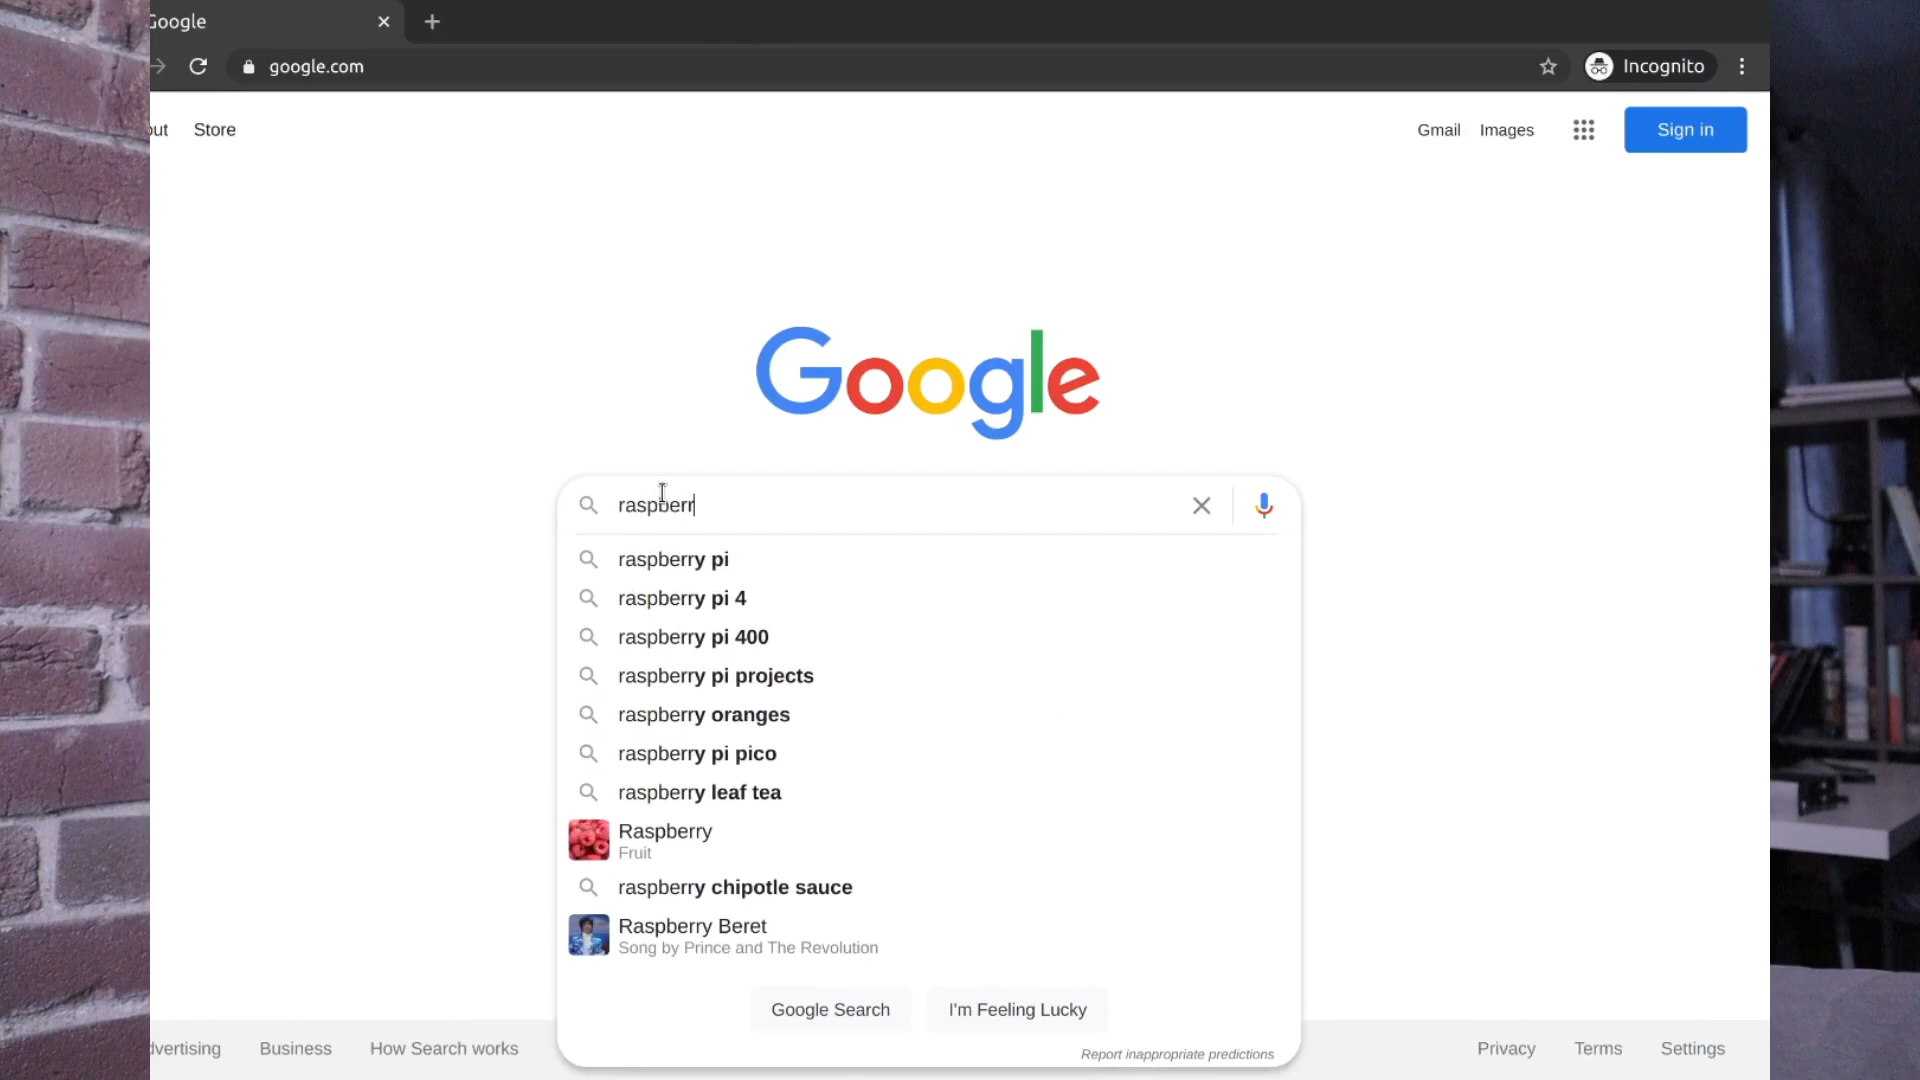 Google
google.com
Incognito
out Store
Gmail Images
Sign in
Google
raspberr
raspberry pi
raspberry pi 4
raspberry pi 400
raspberry pi projects
raspberry oranges
raspberry pi pico
raspberry leaf tea
Raspberry
Fruit
raspberry chipotle sauce
Raspberry Beret
Song by Prince and The Revolution
Google Search
I'm Feeling Lucky
Report inappropriate predictions
dvertising Business How Search works
Privacy Terms Settings